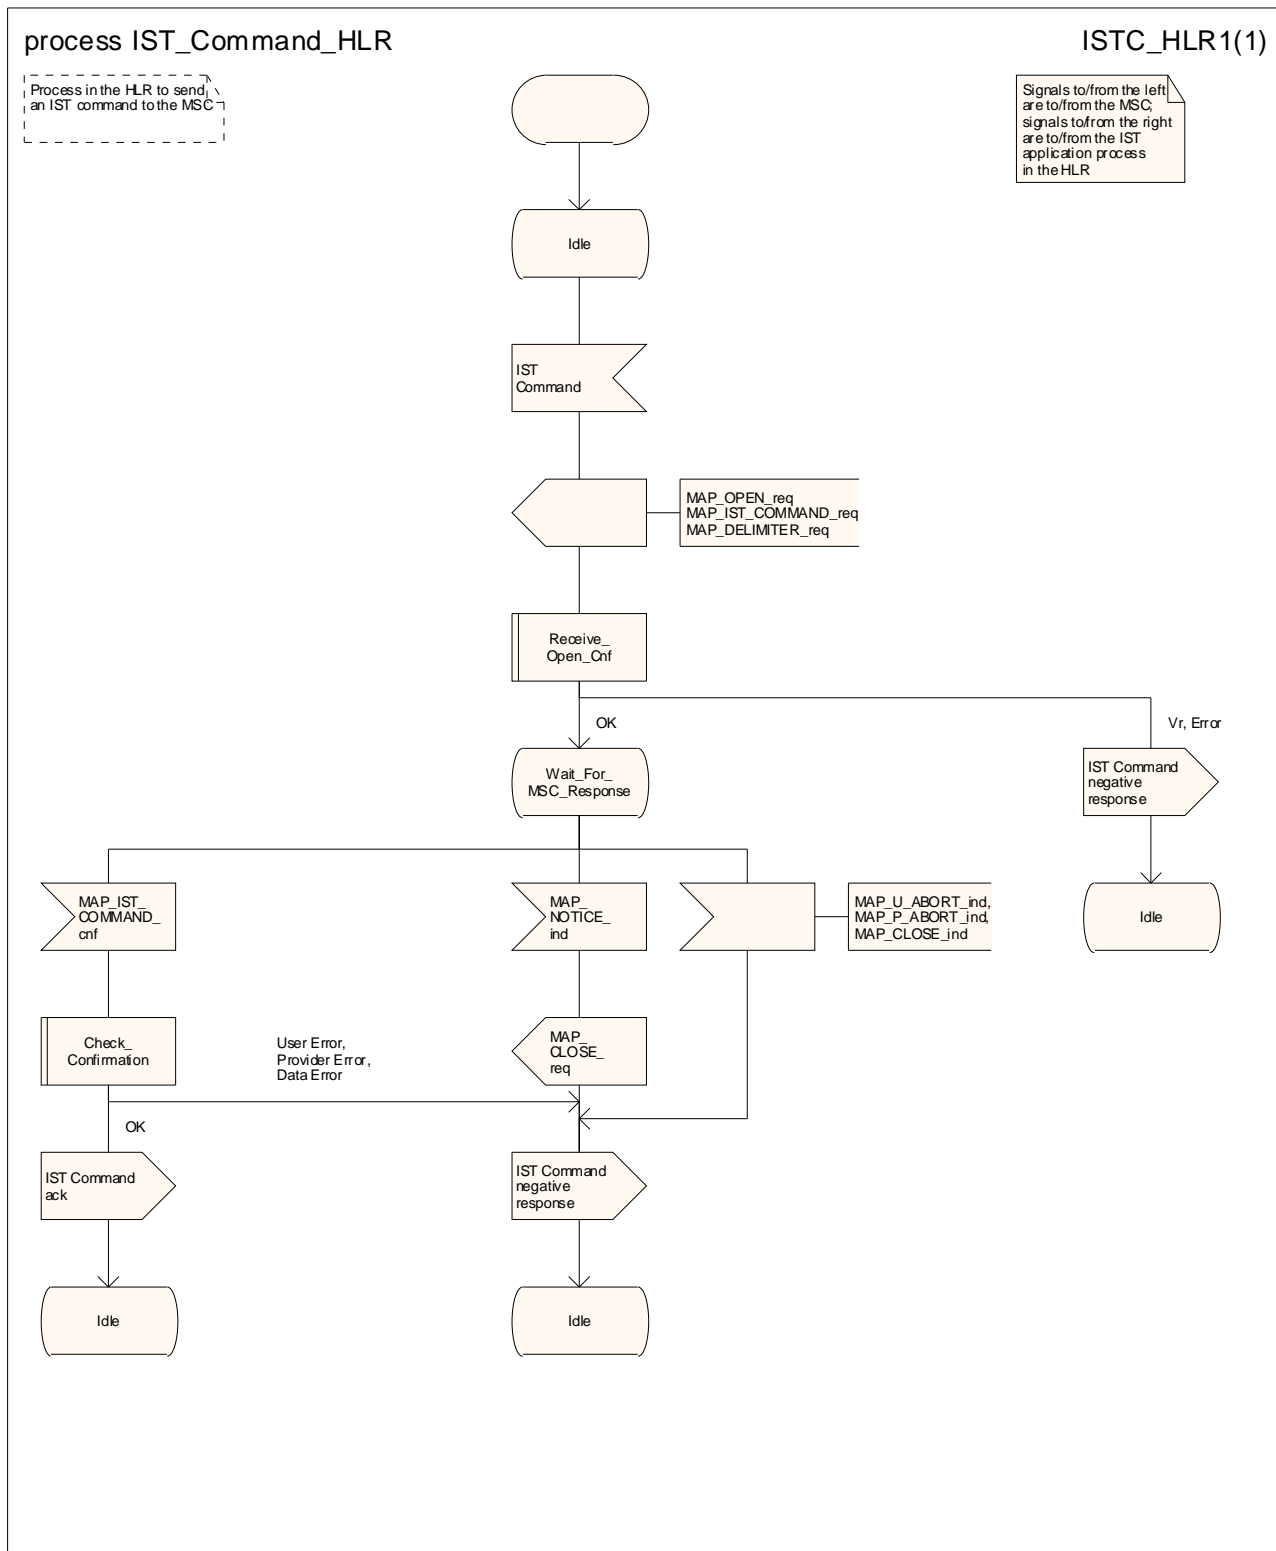 process IST_Command_HLR
ISTC_HLR1(1)
Process in the HLR to send
an IST command to the MSC
Signals to/from the left
are to/from the MSC;
signals to/from the right
are to/from the IST
application process
in the HLR
Idle
IST
Command
MAP_OPEN_req
MAP_IST_COMMAND_req
MAP_DELIMITER_req
Receive_
Open_Cnf
OK
Vr, Error
Wait_For_
MSC_Response
IST Command
negative
response
MAP_IST_
COMMAND_
cnf
MAP_
NOTICE_
ind
MAP_U_ABORT_ind,
MAP_P_ABORT_ind,
MAP_CLOSE_ind
Idle
Check_
Confirmation
User Error,
Provider Error,
Data Error
MAP_
CLOSE_
req
OK
IST Command
ack
IST Command
negative
response
Idle
Idle